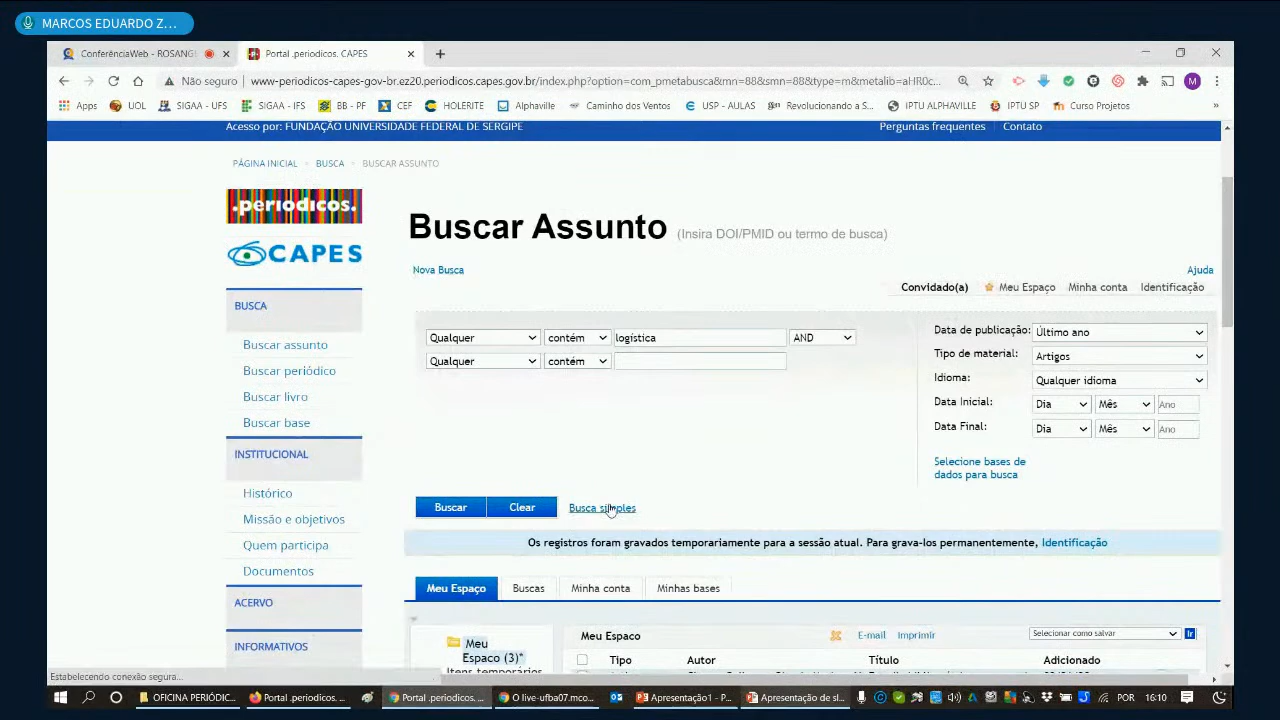 MARCOS EDUARDO Z...
ConferênciaWeb - ROSANG
Portal .periodicos. CAPES
Não seguro
www-periodicos-capes-gov-br.ez20.periodicos.capes.gov.br/index.php?option=com_pmetabusca&mn=88&smn=88&type=m&metalib=aHR0c...
M
Apps UOL SIGAA - UFS SIGAA - IFS BB - PF CEF HOLERITE Alphaville Caminho dos Ventos USP - AULAS Revolucionando a S... IPTU ALPHAVILLE IPTU SP Curso Projetos
Acesso por: FUNDAÇÃO UNIVERSIDADE FEDERAL DE SERGIPE
Perguntas frequentes Contato
PÁGINA INICIAL BUSCA BUSCAR ASSUNTO
.periodicos.
CAPES
Buscar Assunto (Insira DOI/PMID ou termo de busca)
Nova Busca
Ajuda
Convidado(a) Meu Espaço Minha conta Identificação
BUSCA
Buscar assunto
Buscar periódico
Buscar livro
Buscar base
INSTITUCIONAL
Histórico
Missão e objetivos
Quem participa
Documentos
ACERVO
INFORMATIVOS
Qualquer contém logística AND
Qualquer contém
Data de publicação: Último ano
Tipo de material: Artigos
Idioma: Qualquer idioma
Data Inicial: Dia Mês Ano
Data Final: Dia Mês Ano
Selecione bases de
dados para busca
Buscar Clear Busca simples
Os registros foram gravados temporariamente para a sessão atual. Para grava-los permanentemente, Identificação
Meu Espaço Buscas Minha conta Minhas bases
Meu
Espaço (3)*
Itens temporários
Meu Espaco
E-mail Imprimir
Selecionar como salvar
Ir
Tipo Autor Título Adicionado
Estabelecendo conexão segura...
OFICINA PERIÓDIC... Portal .periodicos. ... Portal .periodicos. ... O live-ufba07.mco... Apresentação1 - P... Apresentação de sl...
POR 16:10